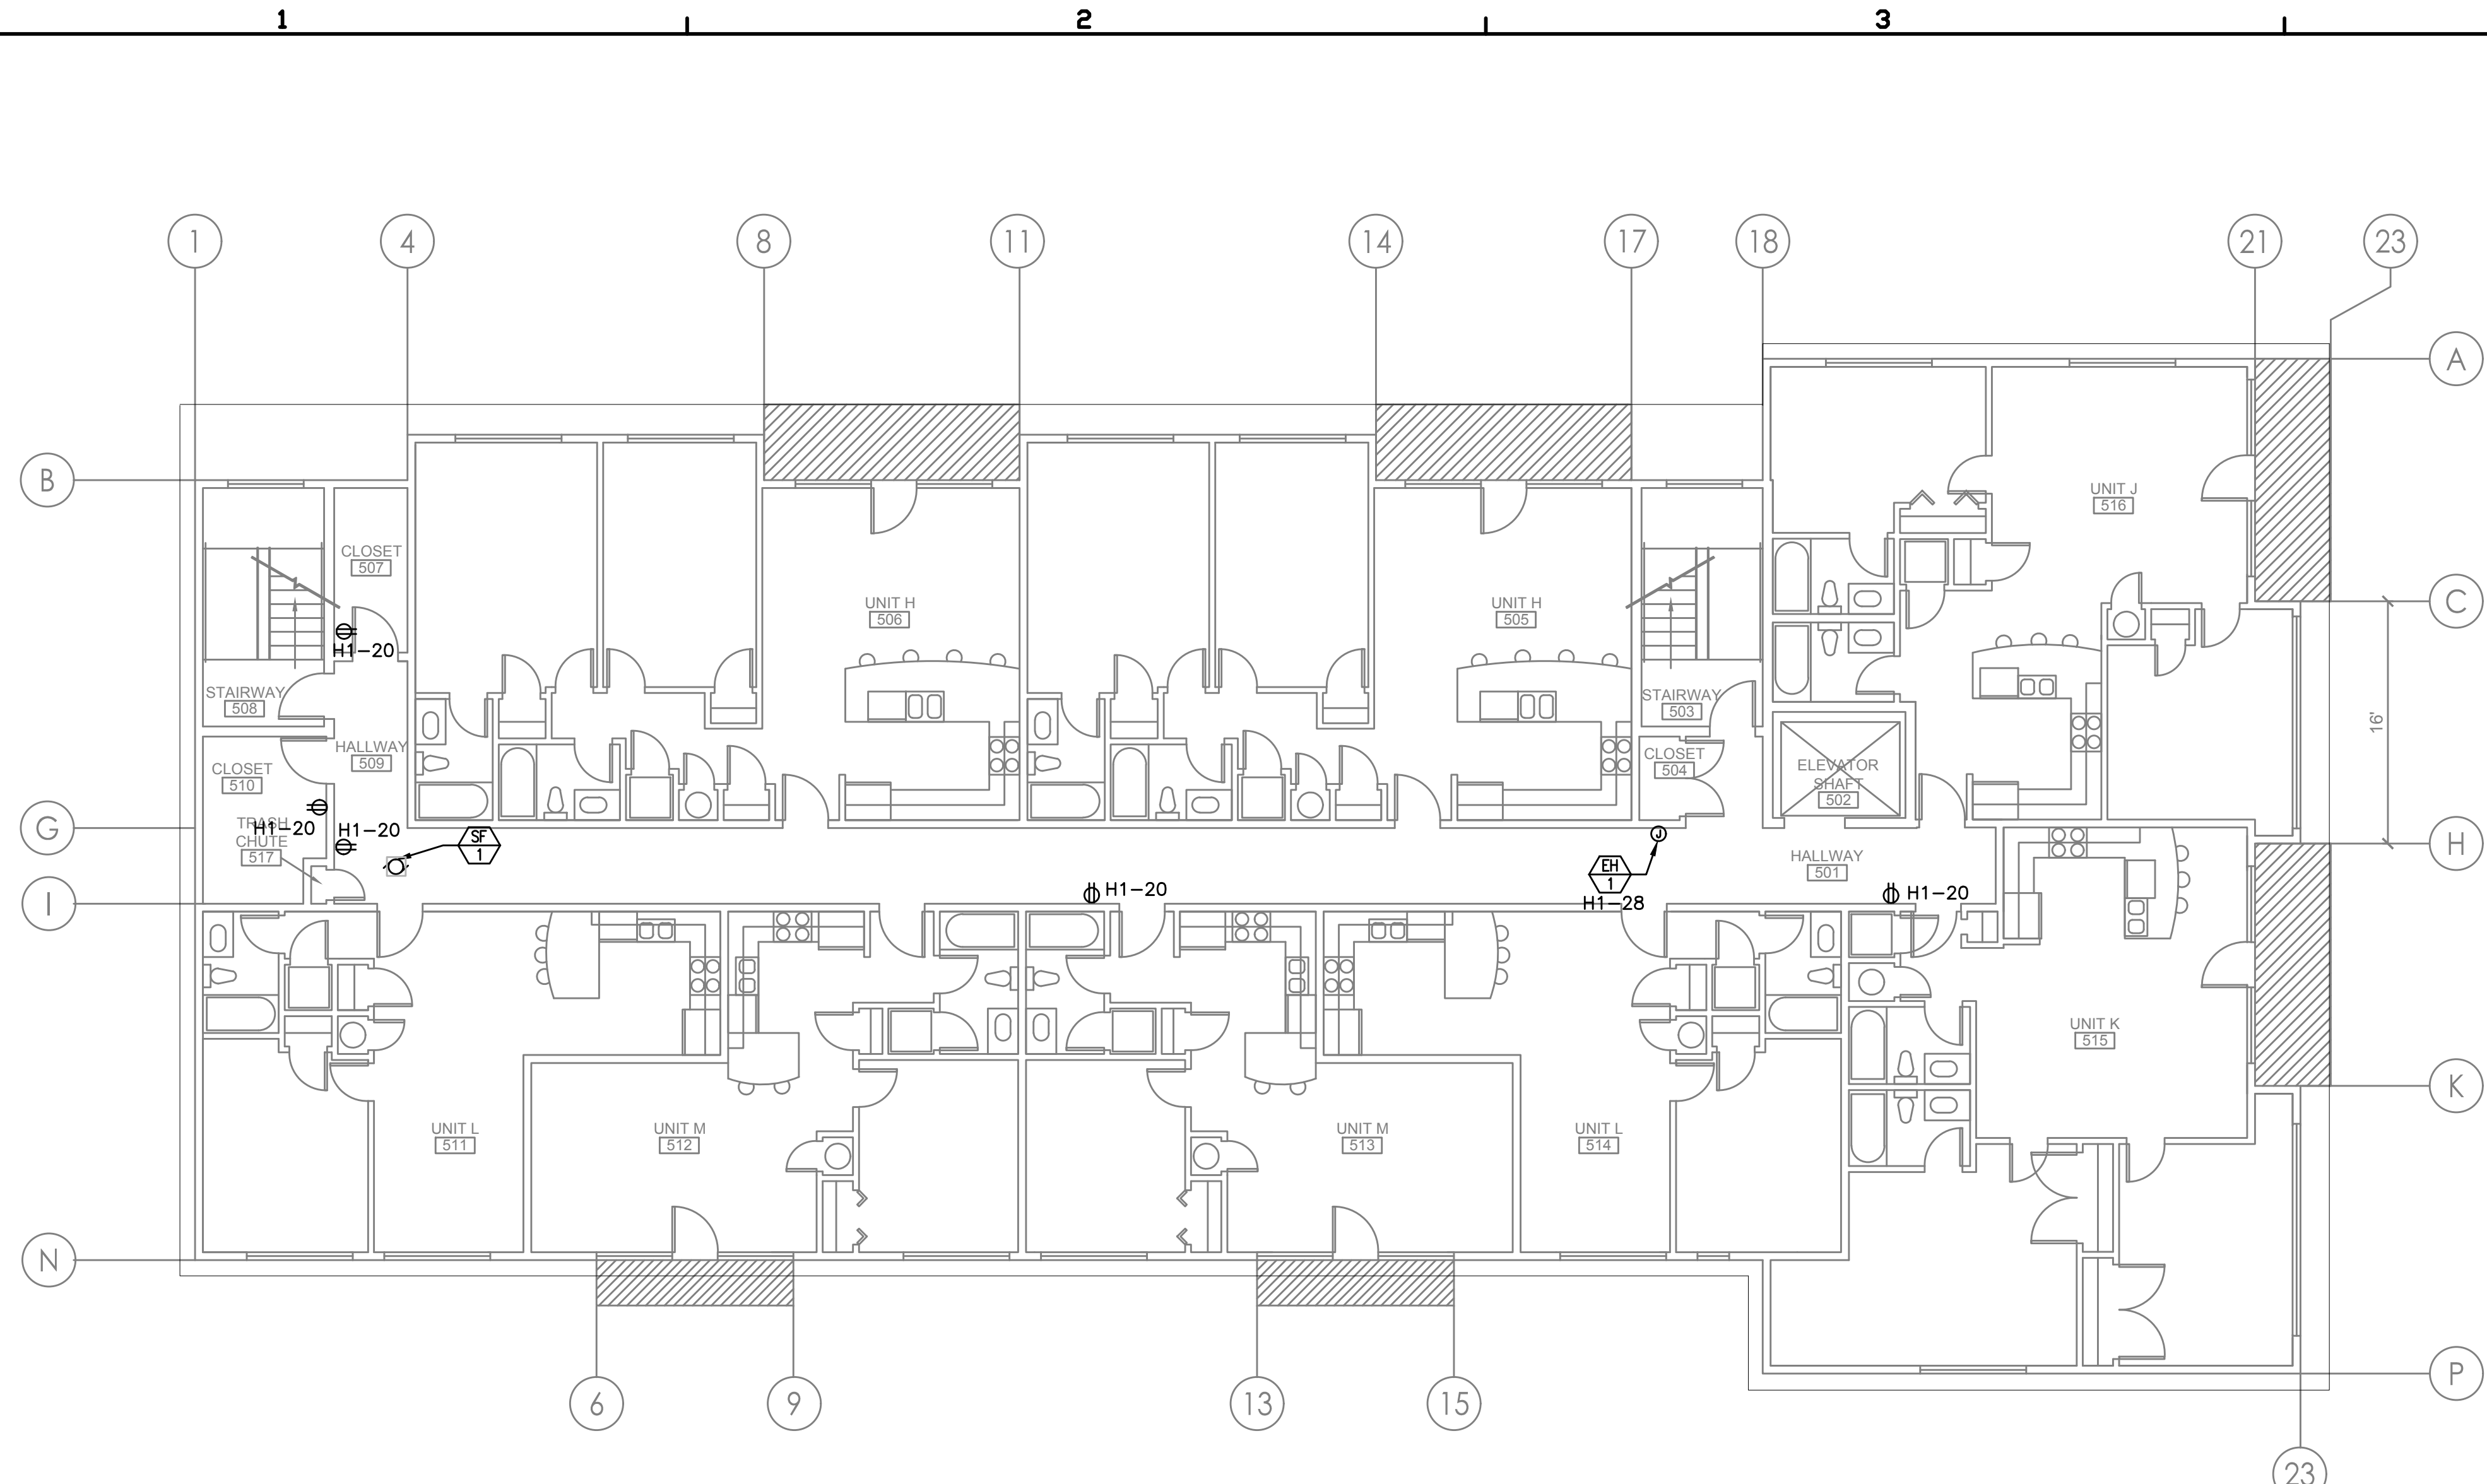 1 2 3
1 4 8 11 14 17 18 21 23
A
B
UNIT J
516
CLOSET
507
C
UNIT H
506
UNIT H
505
H1-20
STAIRWAY
508
STAIRWAY
503
16'
HALLWAY
509
CLOSET
510
CLOSET
504
ELEVATOR
SHAFT
502
TRASH
CHUTE
517
H1-20
H1-20
G
SF
1
J
H
HALLWAY
501
EH
1
H1-28
H1-20
H1-20
I
UNIT K
515
K
UNIT L
511
UNIT M
512
UNIT M
513
UNIT L
514
N
P
6 9 13 15
23